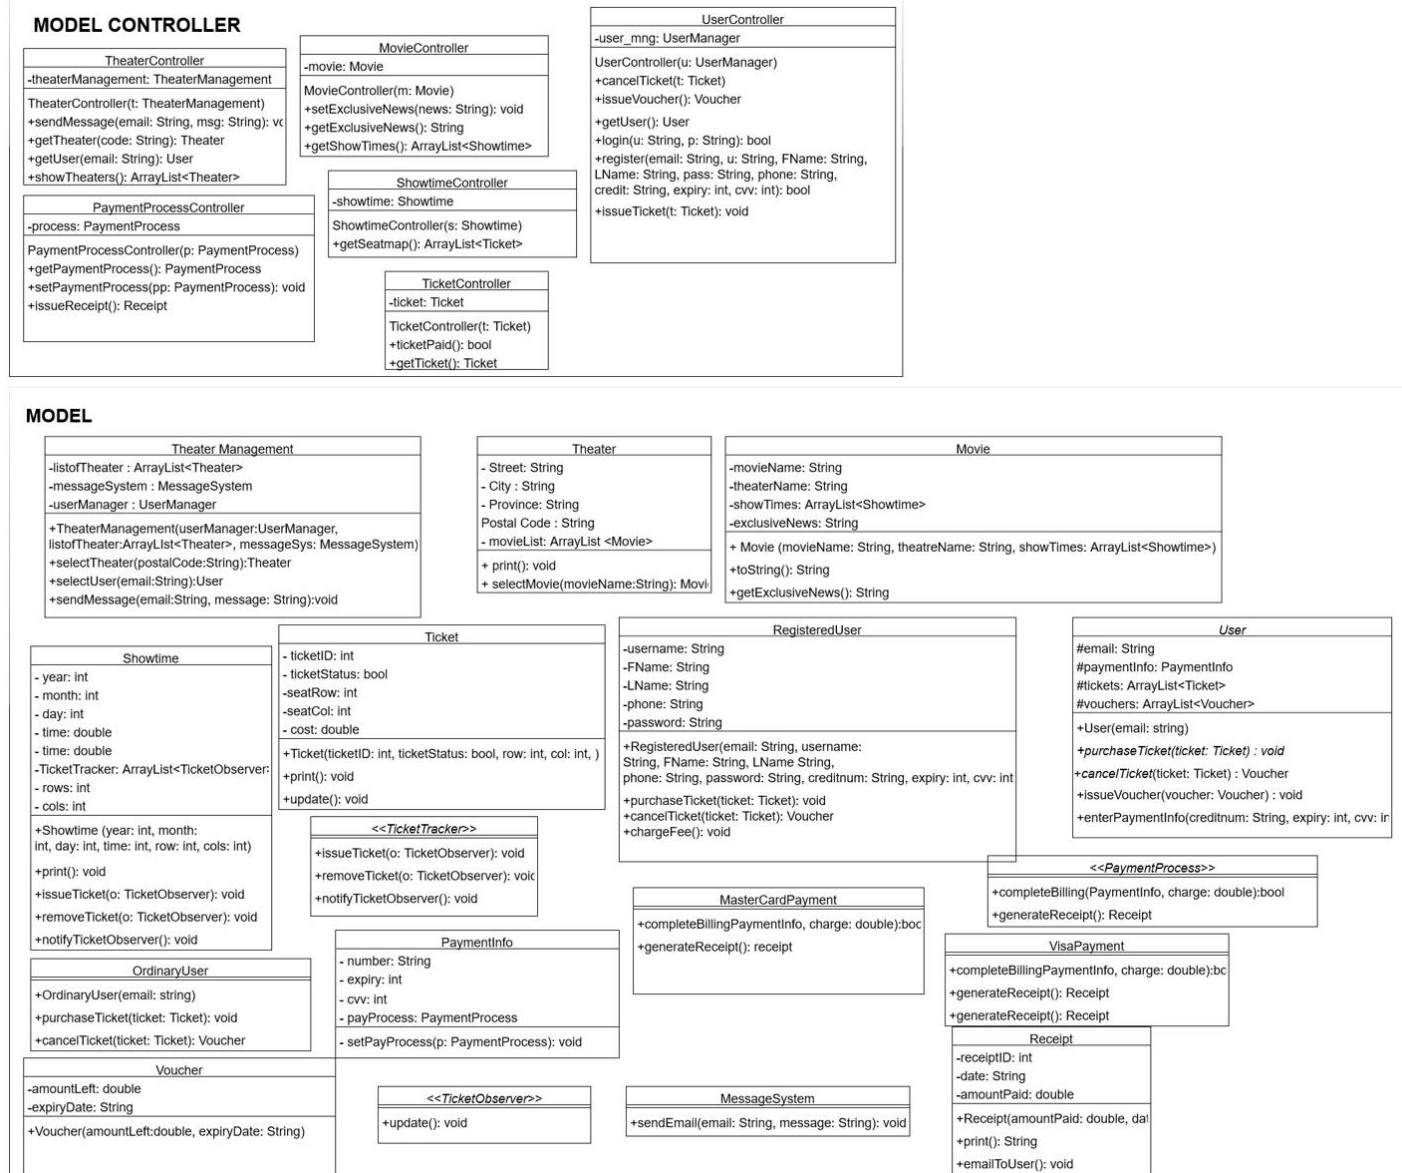 MODEL CONTROLLER
TheaterController
-theaterManagement: TheaterManagement
TheaterController(t: TheaterManagement)
+sendMessage(email: String, msg: String): vo
+getTheater(code: String): Theater
+getUser(email: String): User
+showTheaters(): ArrayList<Theater>
PaymentProcessController
-process: PaymentProcess
PaymentProcessController(p: PaymentProcess)
+getPaymentProcess(): PaymentProcess
+setPaymentProcess(pp: PaymentProcess): void
+issueReceipt(): Receipt
MovieController
-movie: Movie
MovieController(m: Movie)
+setExclusiveNews(news: String): void
+getExclusiveNews(): String
+getShowTimes(): ArrayList<Showtime>
ShowtimeController
-showtime: Showtime
ShowtimeController(s: Showtime)
+getSeatmap(): ArrayList<Ticket>
TicketController
-ticket: Ticket
TicketController(t: Ticket)
+ticketPaid(): bool
+getTicket(): Ticket
UserController
-user_mng: UserManager
UserController(u: UserManager)
+cancelTicket(t: Ticket)
+issueVoucher(): Voucher
+getUser(): User
+login(u: String, p: String): bool
+register(email: String, u: String, FName: String,
LName: String, pass: String, phone: String,
credit: String, expiry: int, cvv: int): bool
+issueTicket(t: Ticket): void
MODEL
Theater Management
-listofTheater : ArrayList<Theater>
-messageSystem : MessageSystem
-userManager : UserManager
+TheaterManagement(userManager:UserManager,
listofTheater:ArrayLIst<Theater>, messageSys: MessageSystem)
+selectTheater(postalCode:String):Theater
+selectUser(email:String):User
+sendMessage(email:String, message: String):void
Theater
- Street: String
- City : String
- Province: String
Postal Code : String
- movieList: ArrayList <Movie>
+ print(): void
+ selectMovie(movieName:String): Movi
Movie
-movieName: String
-theaterName: String
-showTimes: ArrayList<Showtime>
-exclusiveNews: String
+ Movie (movieName: String, theatreName: String, showTimes: ArrayList<Showtime>)
+toString(): String
+getExclusiveNews(): String
Showtime
- year: int
- month: int
- day: int
- time: double
- time: double
-TicketTracker: ArrayList<TicketObserver:
- rows: int
- cols: int
+Showtime (year: int, month:
int, day: int, time: int, row: int, cols: int)
+print(): void
+issueTicket(o: TicketObserver): void
+removeTicket(o: TicketObserver): void
+notifyTicketObserver(): void
Ticket
- ticketID: int
- ticketStatus: bool
-seatRow: int
-seatCol: int
- cost: double
+Ticket(ticketID: int, ticketStatus: bool, row: int, col: int, )
+print(): void
+update(): void
<<TicketTracker>>
+issueTicket(o: TicketObserver): void
+removeTicket(o: TicketObserver): voic
+notifyTicketObserver(): void
RegisteredUser
-username: String
-FName: String
-LName: String
-phone: String
-password: String
+RegisteredUser(email: String, username:
String, FName: String, LName String,
phone: String, password: String, creditnum: String, expiry: int, cvv: int
+purchaseTicket(ticket: Ticket): void
+cancelTicket(ticket: Ticket): Voucher
+chargeFee(): void
User
#email: String
#paymentInfo: PaymentInfo
#tickets: ArrayList<Ticket>
#vouchers: ArrayList<Voucher>
+User(email: string)
+purchaseTicket(ticket: Ticket) : void
+cancelTicket(ticket: Ticket) : Voucher
+issueVoucher(voucher: Voucher) : void
+enterPaymentInfo(creditnum: String, expiry: int, cvv: ir
<<PaymentProcess>>
+completeBilling(PaymentInfo, charge: double):bool
+generateReceipt(): Receipt
MasterCardPayment
+completeBillingPaymentInfo, charge: double):boc
+generateReceipt(): receipt
VisaPayment
+completeBillingPaymentInfo, charge: double):bc
+generateReceipt(): Receipt
+generateReceipt(): Receipt
OrdinaryUser
+OrdinaryUser(email: string)
+purchaseTicket(ticket: Ticket): void
+cancelTicket(ticket: Ticket): Voucher
PaymentInfo
- number: String
- expiry: int
- cvv: int
- payProcess: PaymentProcess
- setPayProcess(p: PaymentProcess): void
Voucher
-amountLeft: double
-expiryDate: String
+Voucher(amountLeft:double, expiryDate: String)
<<TicketObserver>>
+update(): void
MessageSystem
+sendEmail(email: String, message: String): void
Receipt
-receiptID: int
-date: String
-amountPaid: double
+Receipt(amountPaid: double, dat
+print(): String
+emailToUser(): void